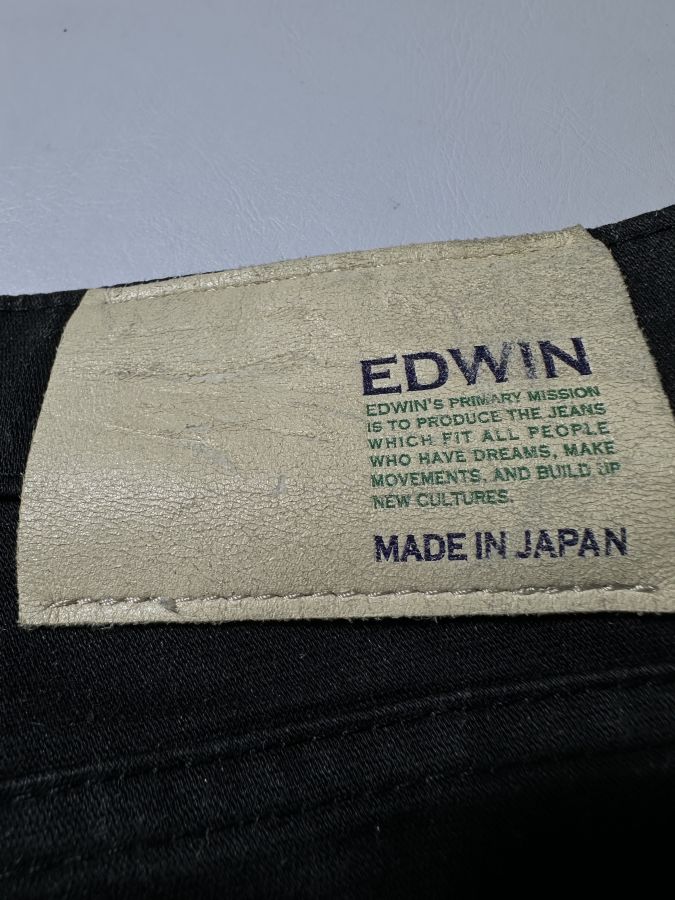 EDWIN
EDWIN'S PRIMARY MISSION
IS TO PRODUCE THE JEANS
WHICH FIT ALL PEOPLE
WHO HAVE DREAMS, MAKE
MOVEMENTS, AND BUILD UP
NEW CULTURES.
MADE IN JAPAN